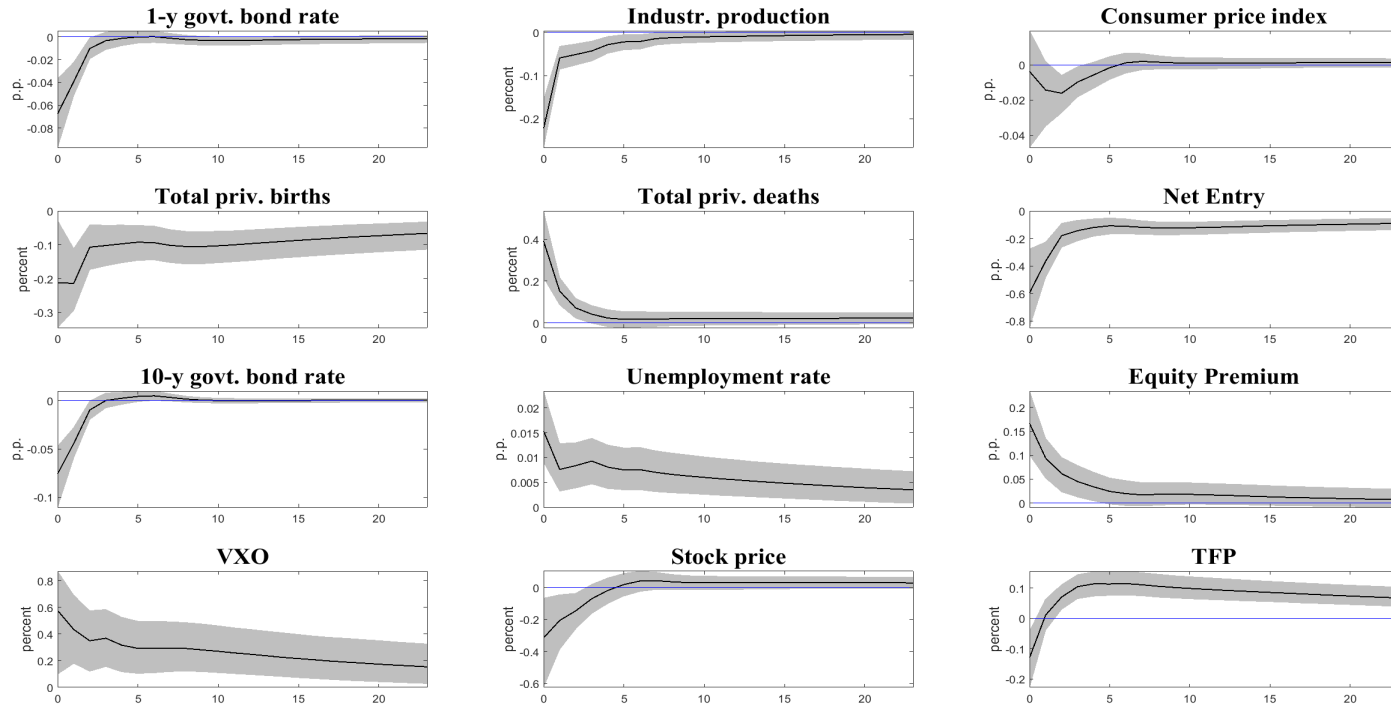 1-y govt. bond rate
0
-0.02
-0.04
-0.06
-0.08
p.p.
0 5 10 15 20
Industr. production
0
-0.1
-0.2
percent
0 5 10 15 20
Consumer price index
0
-0.02
-0.04
p.p.
0 5 10 15 20
Total priv. births
0
-0.1
-0.2
-0.3
percent
0 5 10 15 20
Total priv. deaths
0.4
0.2
0
percent
0 5 10 15 20
Net Entry
0
-0.2
-0.4
-0.6
-0.8
p.p.
0 5 10 15 20
10-y govt. bond rate
0
-0.05
-0.1
p.p.
0 5 10 15 20
Unemployment rate
0.02
0.015
0.01
0.005
0
p.p.
0 5 10 15 20
Equity Premium
0.2
0.15
0.1
0.05
0
p.p.
0 5 10 15 20
VXO
0.8
0.6
0.4
0.2
0
percent
0 5 10 15 20
Stock price
0
-0.2
-0.4
-0.6
percent
0 5 10 15 20
TFP
0.1
0
-0.1
-0.2
percent
0 5 10 15 20